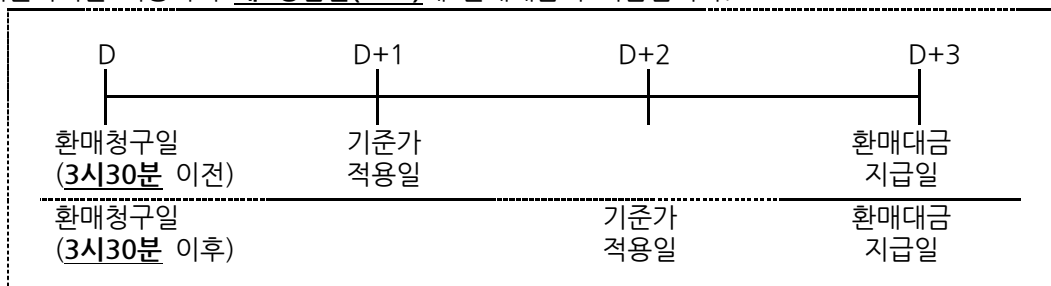 D D+1 D+2 D+3
환매청구일 기준가 환매대금
(3시30분 이전) 적용일 지급일
환매청구일 기준가 환매대금
(3시30분 이후) 적용일 지급일